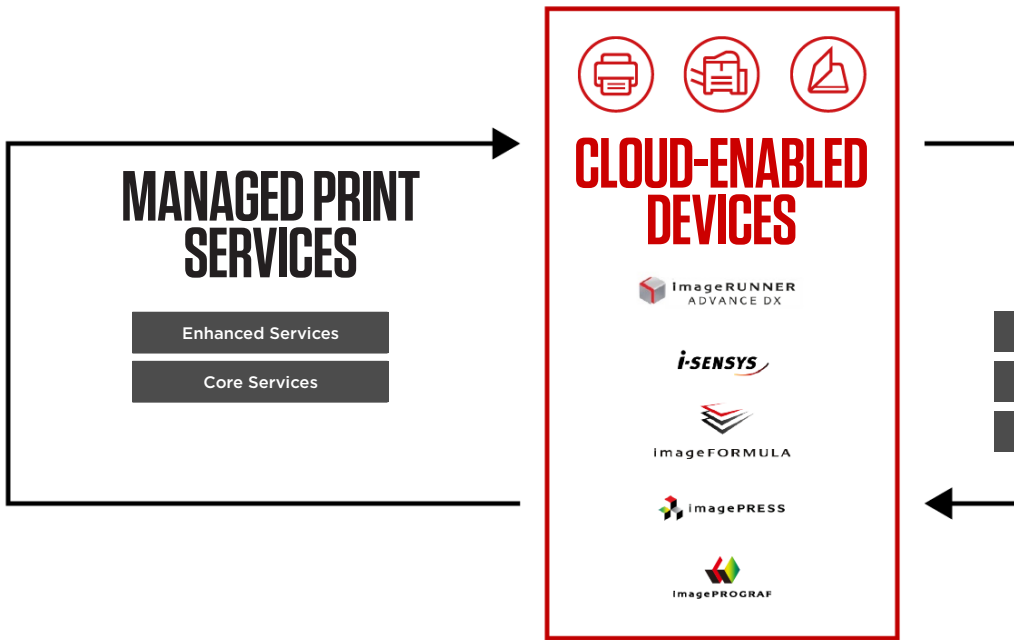 MANAGED PRINT
SERVICES
Enhanced Services
Core Services
CLOUD-ENABLED
DEVICES
imageRUNNER
ADVANCE DX
i-SENSYS
imageFORMULA
imagePRESS
imagePROGRAF